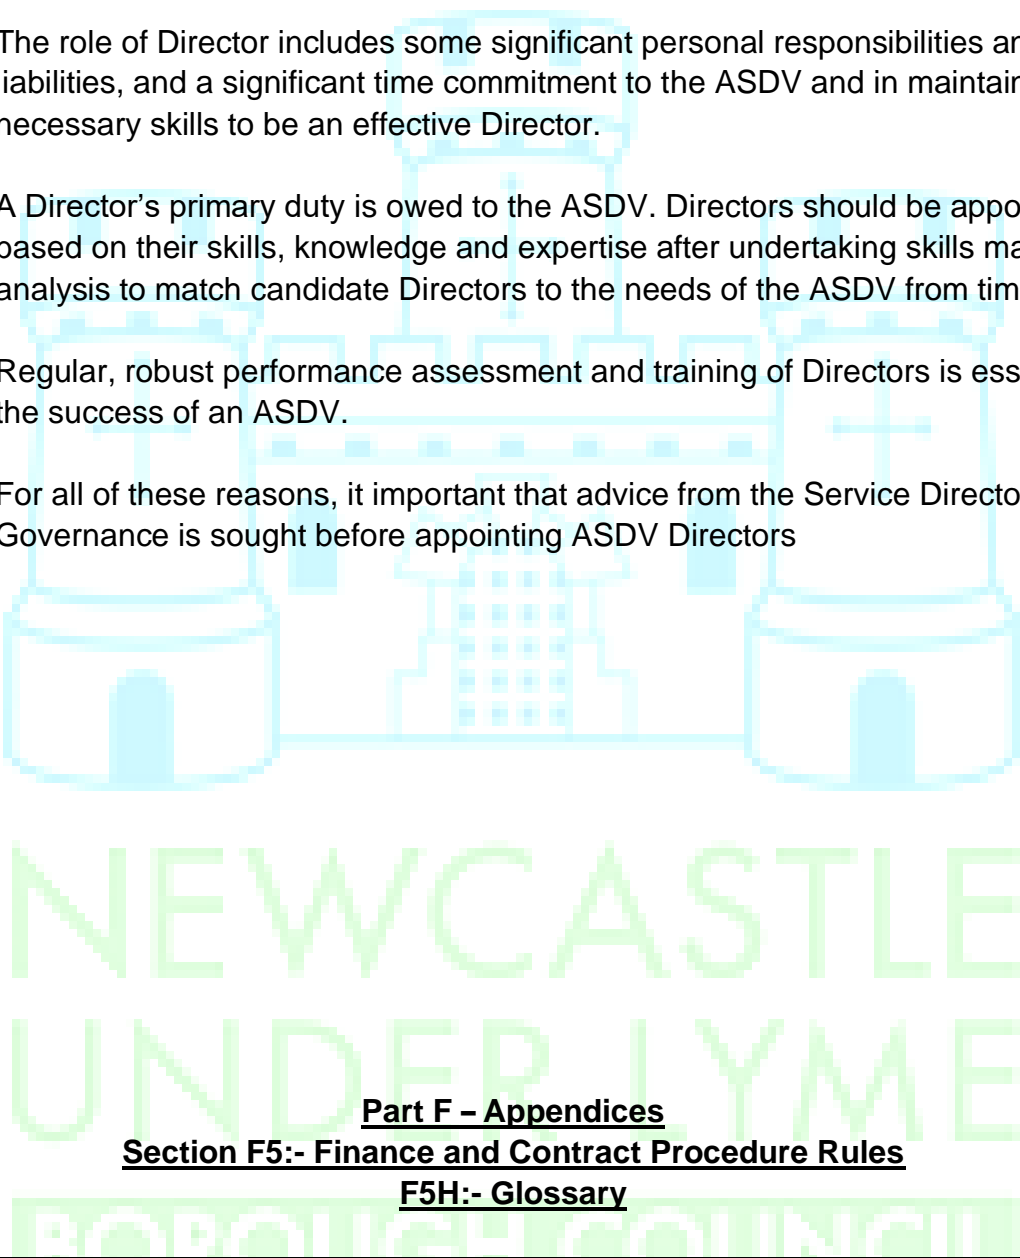 The role of Director includes some significant personal responsibilities an
liabilities, and a significant time commitment to the ASDV and in maintain
necessary skills to be an effective Director.
A Director's primary duty is owed to the ASDV. Directors should be appo
based on their skills, knowledge and expertise after undertaking skills ma
analysis to match candidate Directors to the needs of the ASDV from tim
Regular, robust performance assessment and training of Directors is ess
the success of an ASDV.
For all of these reasons, it important that advice from the Service Directo
Governance is sought before appointing ASDV Directors
NEWCASTLE
UNDER LYME
Part F – Appendices
Section F5:- Finance and Contract Procedure Rules
F5H:- Glossary
BOROUGH COUNCIL